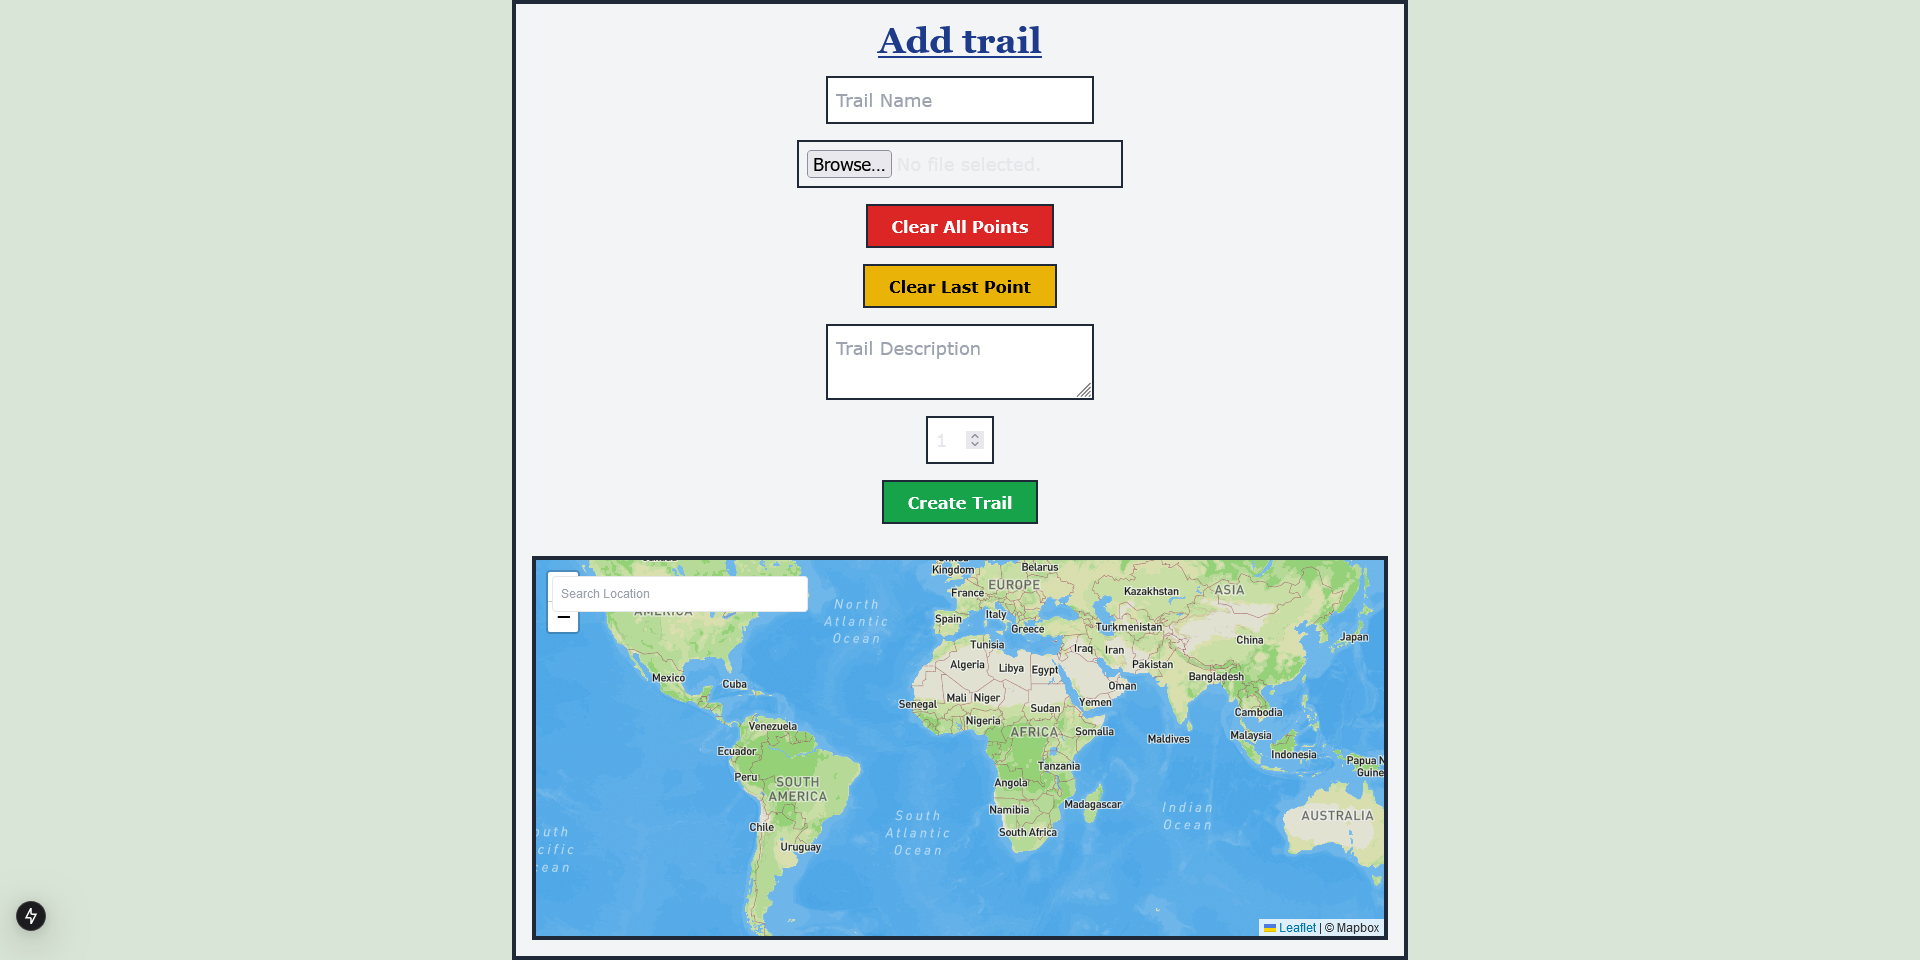 Add trail
Trail Name
Browse... No file selected.
Clear All Points
Clear Last Point
Trail Description
1
Create Trail
Search Location
−
AMERICA
North
Atlantic
Ocean
Kingdom
Belarus
EUROPE
France
Kazakhstan
ASIA
Spain
Italy
Greece
Turkmenistan
China
Japan
Tunisia
Iraq
Iran
Algeria
Libya
Egypt
Pakistan
Bangladesh
Mexico
Cuba
Oman
Mali
Niger
Senegal
Sudan
Yemen
Cambodia
Nigeria
Venezuela
AFRICA
Somalia
Maldives
Malaysia
Ecuador
Indonesia
Papua N
Guine
Peru
Tanzania
SOUTH
AMERICA
Angola
Namibia
Madagascar
Indian
Ocean
AUSTRALIA
Chile
South
Atlantic
Ocean
South Africa
Uruguay
outh
cific
cean
Leaflet | © Mapbox